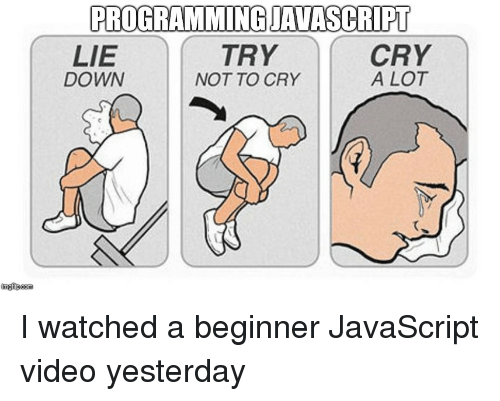 PROGRAMMING JAVASCRIPT
LIE
DOWN
TRY
NOT TO CRY
CRY
A LOT
imgflip.com
I watched a beginner JavaScript
video yesterday